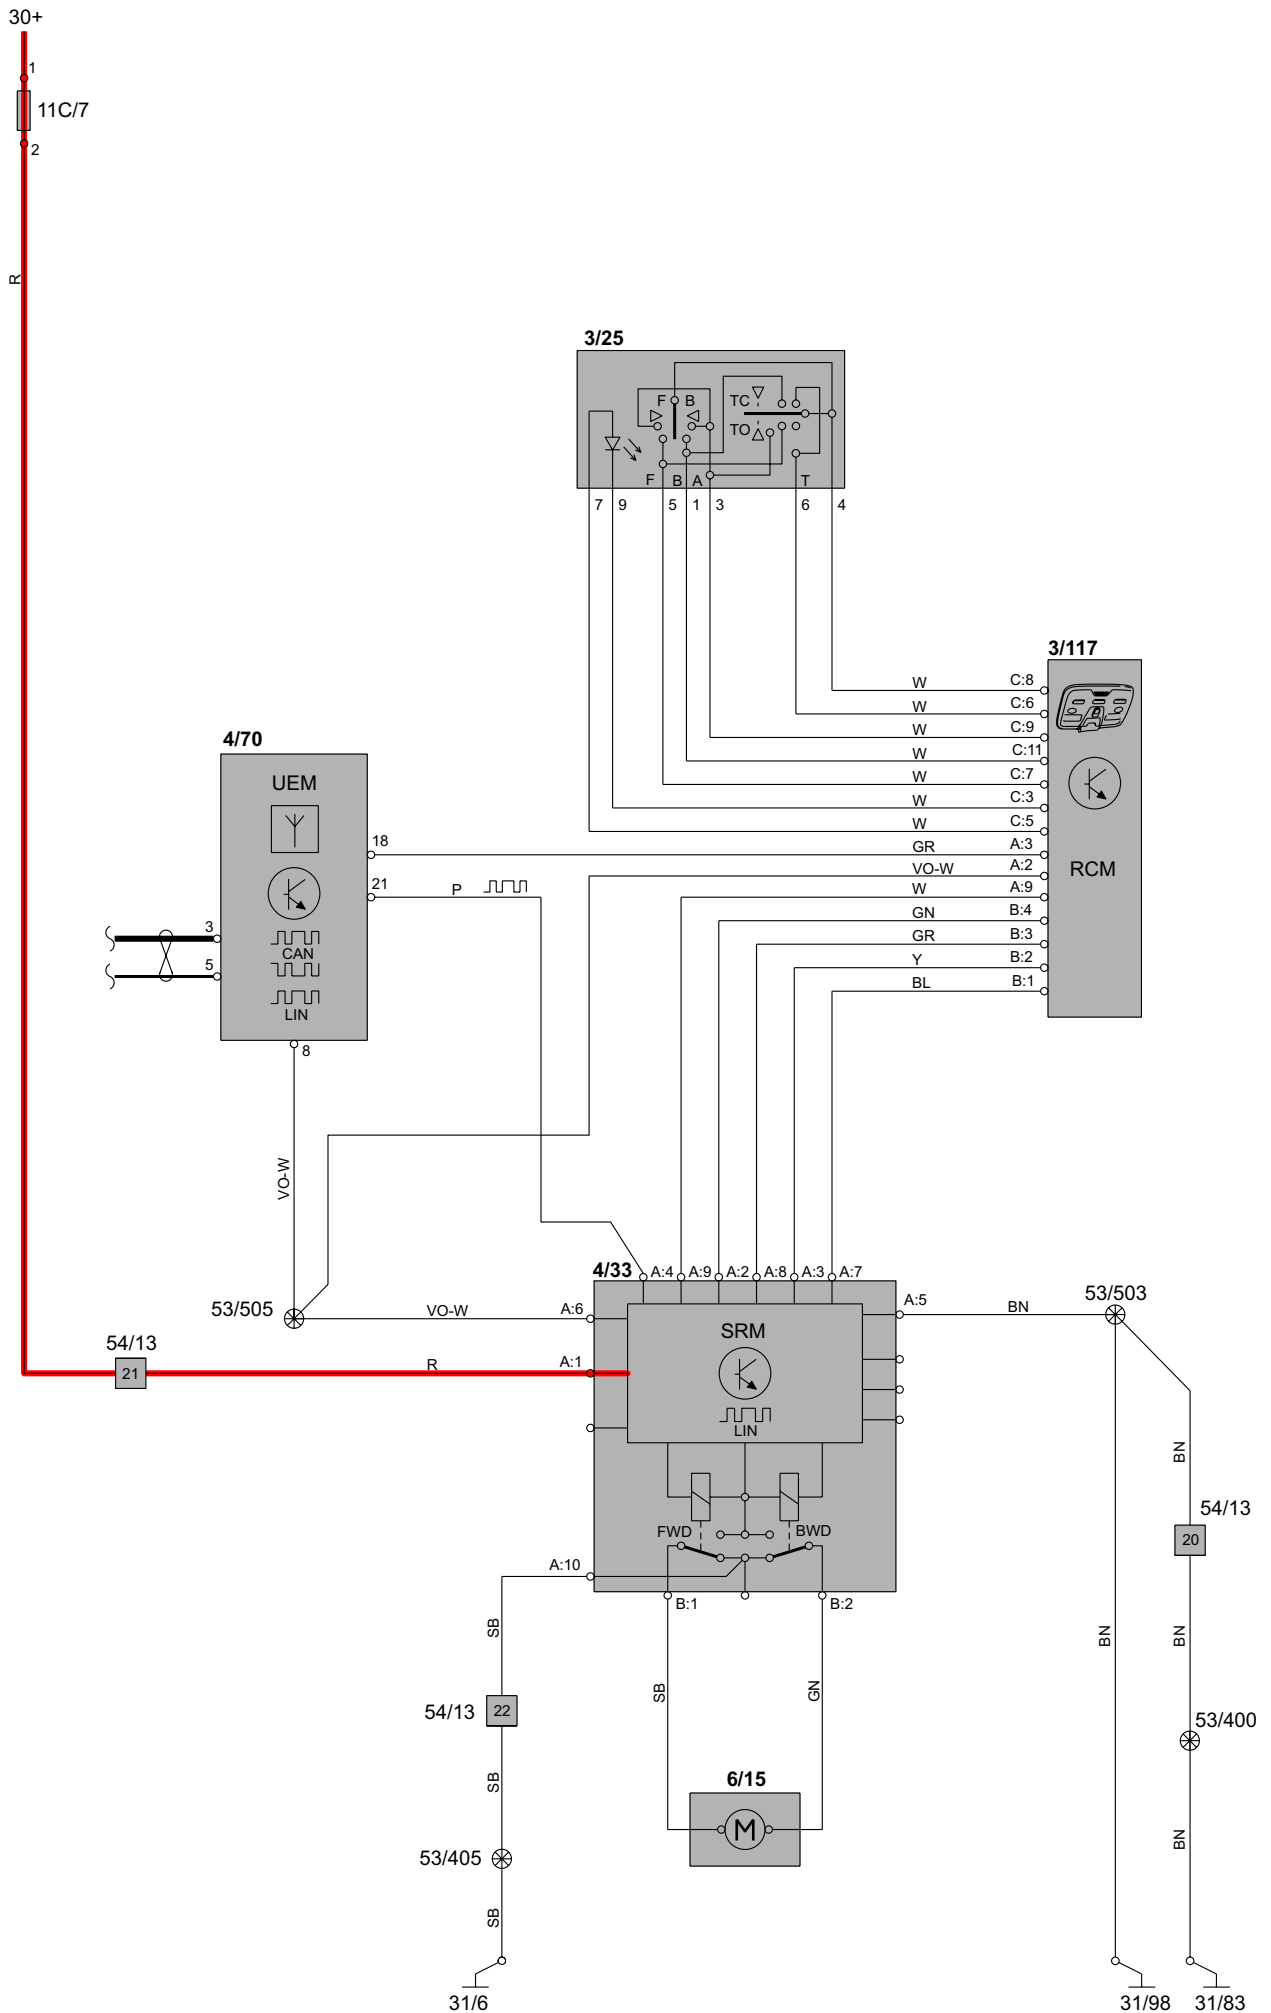 30+
1
11C/7
2
R
3/25
F B
TC
TO
F B A T
7 9 5 1 3 6 4
3/117
W C:8
W C:6
W C:9
W C:11
W C:7
W C:3
W C:5
GR A:3
VO-W A:2
W A:9
GN B:4
GR B:3
Y B:2
BL B:1
RCM
4/70
UEM
18
21
P
3
CAN
5
LIN
8
VO-W
4/33
A:4 A:9 A:2 A:8 A:3 A:7
53/505
VO-W
A:6
A:5
BN
53/503
SRM
54/13
21
R
A:1
LIN
BN
54/13
20
FWD BWD
A:10
B:1 B:2
SB
SB
GN
BN
BN
54/13
22
53/400
SB
6/15
M
BN
53/405
SB
31/6
31/98
31/83